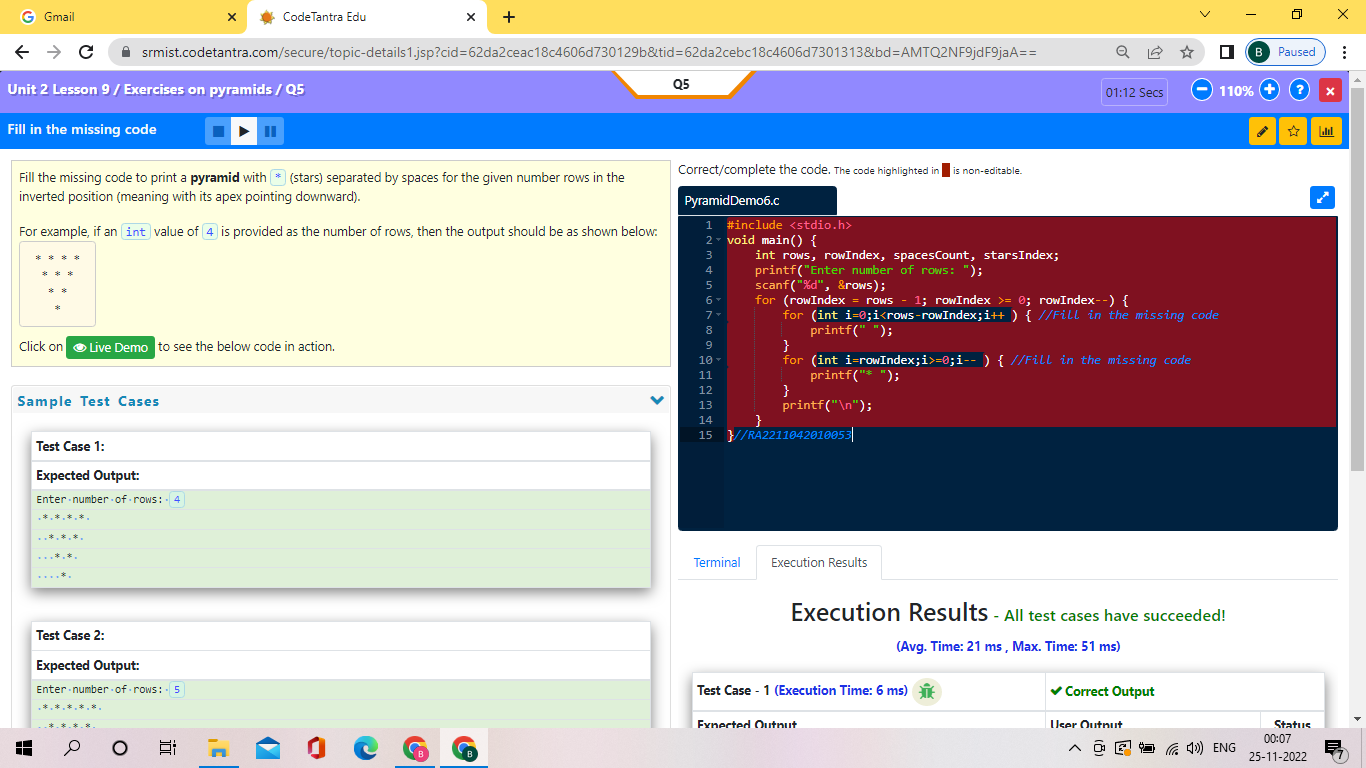 Gmail
CodeTantra Edu
srmist.codetantra.com/secure/topic-details1.jsp?cid=62da2ceac18c4606d730129b&tid=62da2cebc18c4606d7301313&bd=AMTQ2NF9jdF9jaA==
B Paused
Unit 2 Lesson 9 / Exercises on pyramids / Q5
Q5
01:12 Secs
110%
?
x
Fill in the missing code
Fill the missing code to print a pyramid with * (stars) separated by spaces for the given number rows in the
inverted position (meaning with its apex pointing downward).
For example, if an int value of 4 is provided as the number of rows, then the output should be as shown below:
* * * *
* * *
* *
*
Click on Live Demo to see the below code in action.
Sample Test Cases
Test Case 1:
Expected Output:
Enter·number·of·rows:·4
·*·*·*·*·
··*·*·*·
···*·*·
····*·
Test Case 2:
Expected Output:
Enter·number·of·rows:·5
·*·*·*·*·*·
··*·*·*·*·
Correct/complete the code. The code highlighted in is non-editable.
PyramidDemo6.c
1 #include <stdio.h>
2 void main() {
3 int rows, rowIndex, spacesCount, starsIndex;
4 printf("Enter number of rows: ");
5 scanf("%d", &rows);
6 for (rowIndex = rows - 1; rowIndex >= 0; rowIndex--) {
7 for (int i=0;i<rows-rowIndex;i++ ) { //Fill in the missing code
8 printf(" ");
9 }
10 for (int i=rowIndex;i>=0;i-- ) { //Fill in the missing code
11 printf("* ");
12 }
13 printf("\n");
14 }
15 }//RA2211042010053
Terminal
Execution Results
Execution Results - All test cases have succeeded!
(Avg. Time: 21 ms , Max. Time: 51 ms)
Test Case - 1 (Execution Time: 6 ms)
Correct Output
Expected Output
User Output
Status
B
B
ENG
00:07
25-11-2022
7